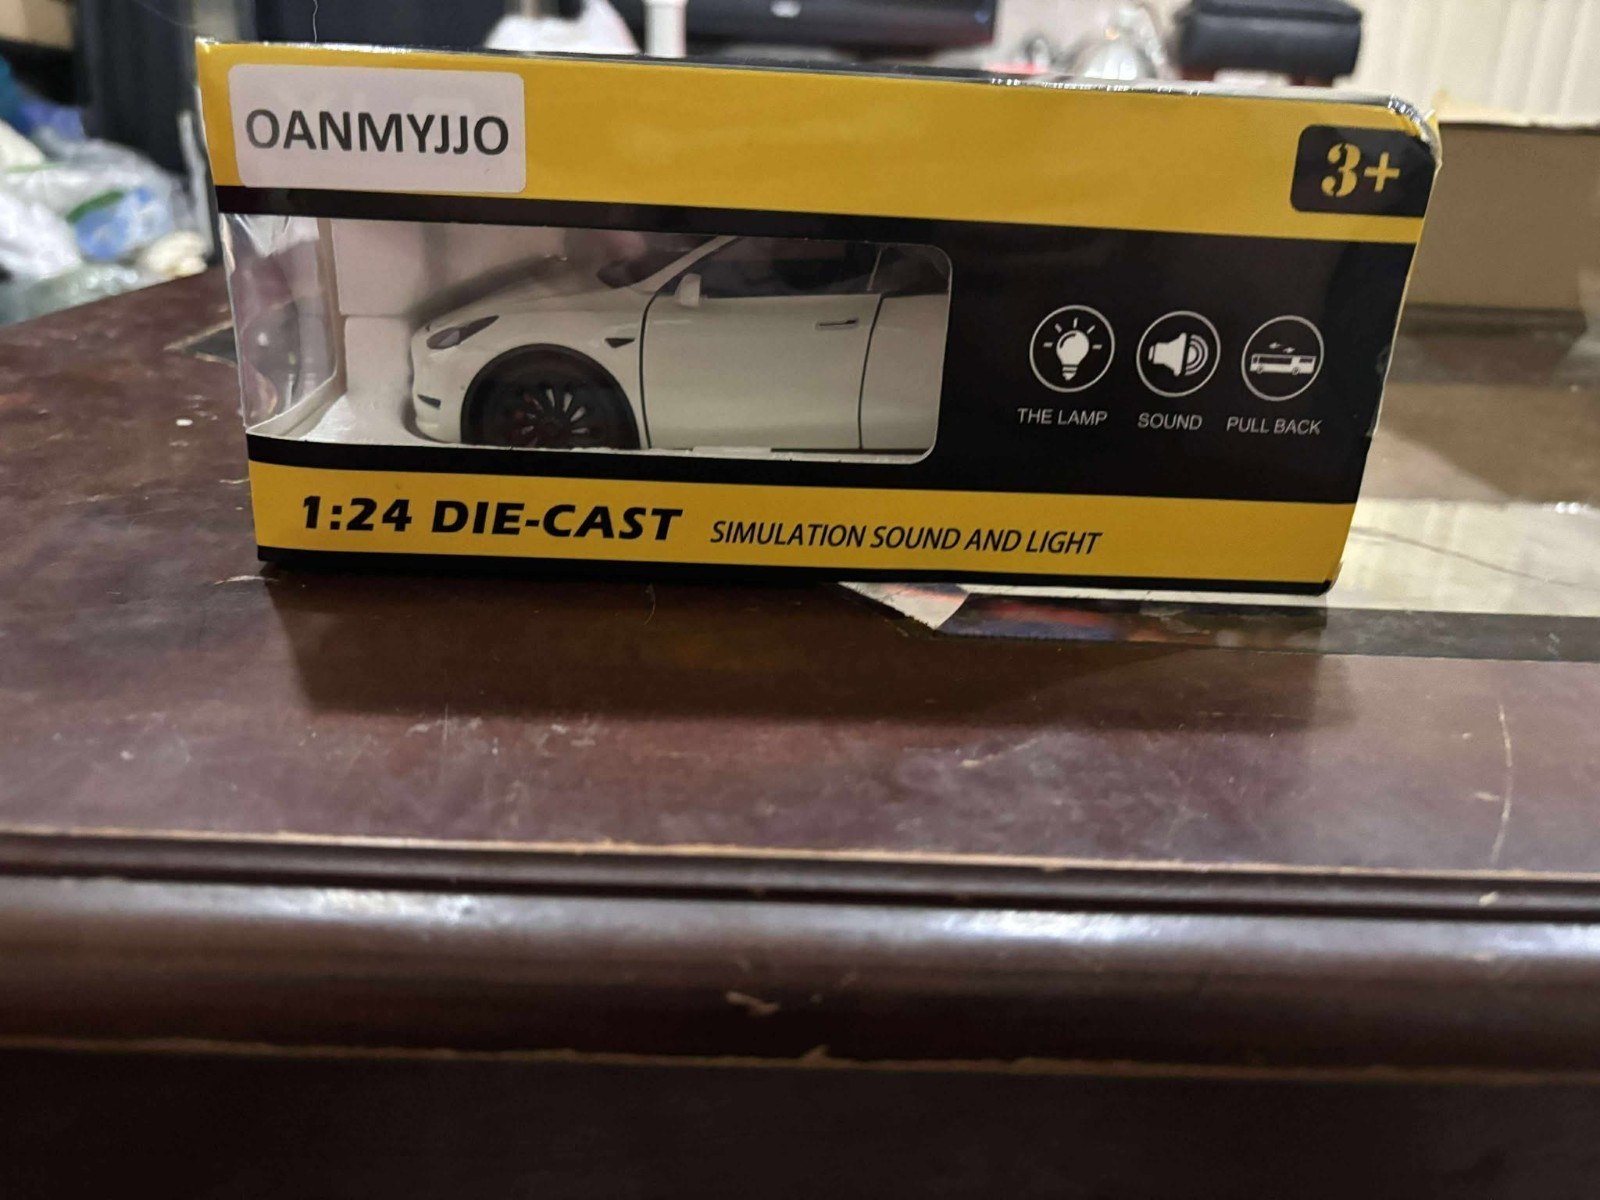 OANMYJJO
3+
THE LAMP
SOUND
PULL BACK
1:24 DIE-CAST SIMULATION SOUND AND LIGHT